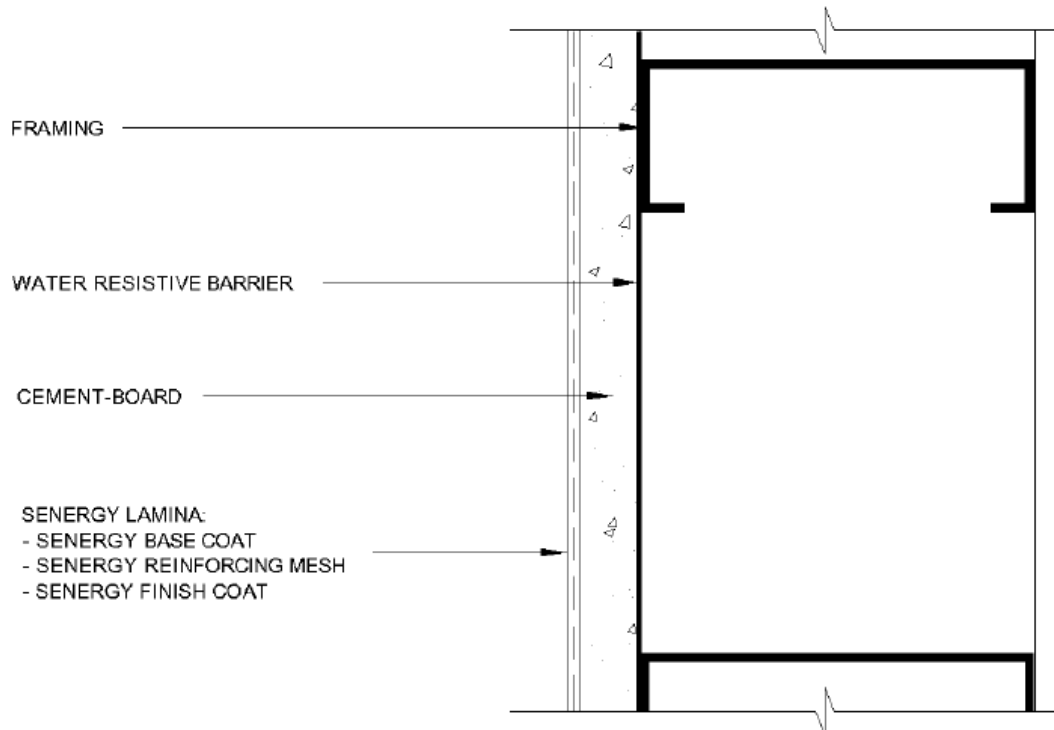 FRAMING
WATER RESISTIVE BARRIER
CEMENT-BOARD
SENERGY LAMINA:
- SENERGY BASE COAT
- SENERGY REINFORCING MESH
- SENERGY FINISH COAT